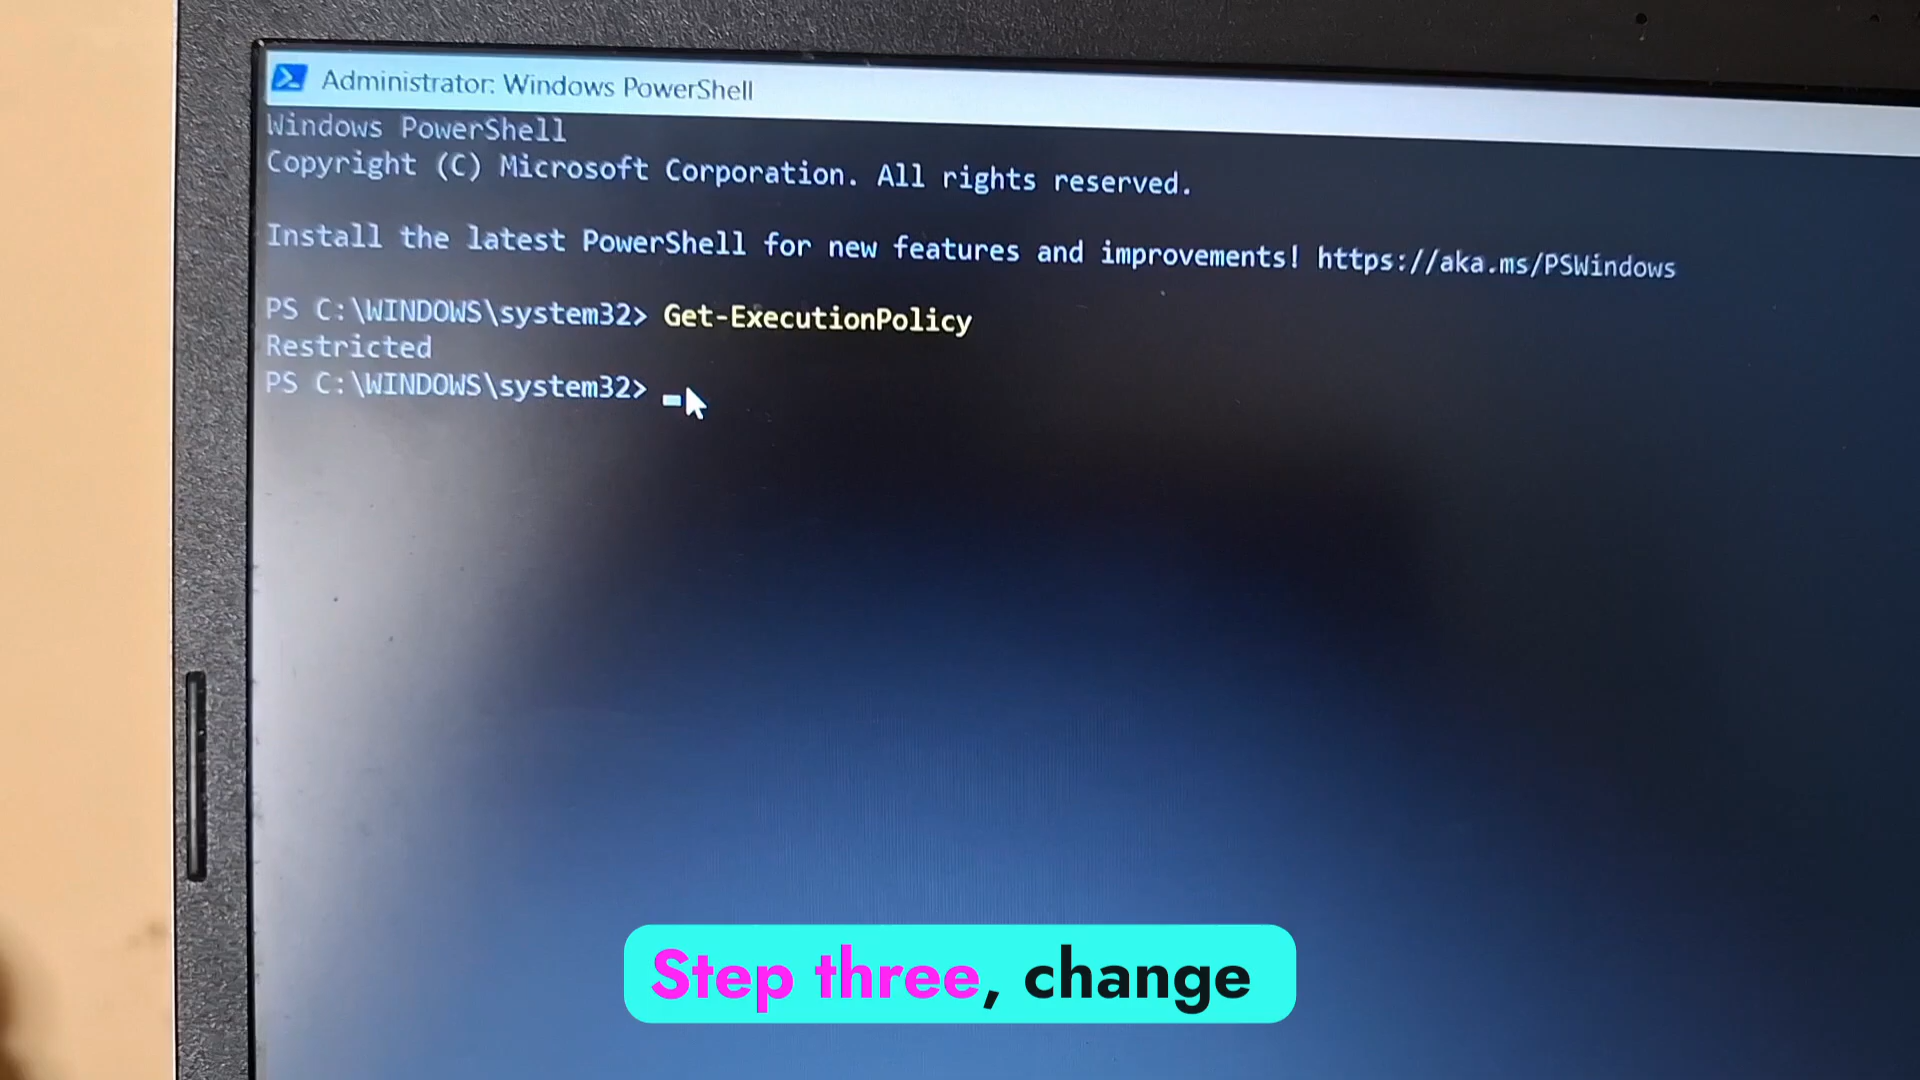 Administrator: Windows PowerShell
Windows PowerShell
Copyright (C) Microsoft Corporation. All rights reserved.
Install the latest PowerShell for new features and improvements! https://aka.ms/PSWindows
PS C:\WINDOWS\system32> Get-ExecutionPolicy
Restricted
PS C:\WINDOWS\system32>
Step three, change